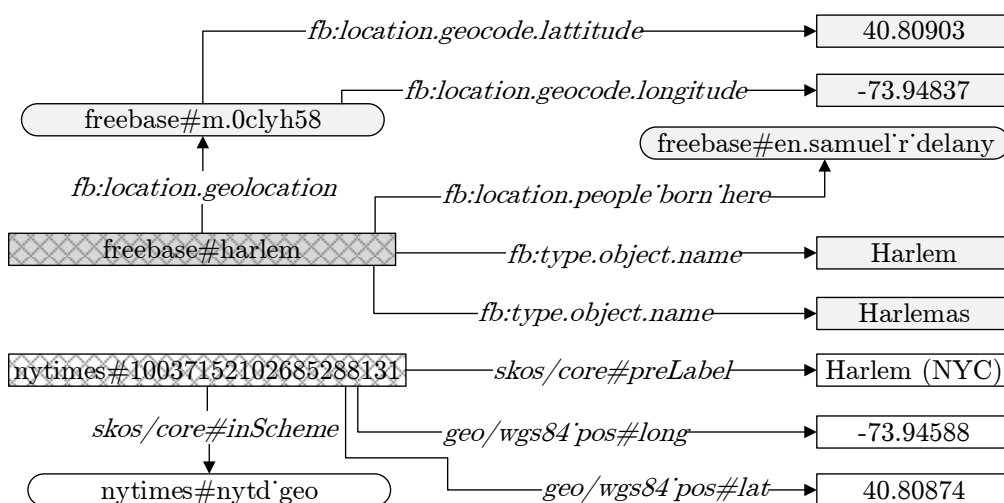 fb:location.geocode.lattitude
40.80903
fb:location.geocode.longitude
-73.94837
freebase#m.0clyh58
freebase#en.samuel˙r˙delany
fb:location.geolocation
fb:location.people˙born˙here
freebase#harlem
fb:type.object.name
Harlem
fb:type.object.name
Harlemas
nytimes#10037152102685288131
skos/core#preLabel
Harlem (NYC)
skos/core#inScheme
geo/wgs84˙pos#long
-73.94588
nytimes#nytd˙geo
geo/wgs84˙pos#lat
40.80874